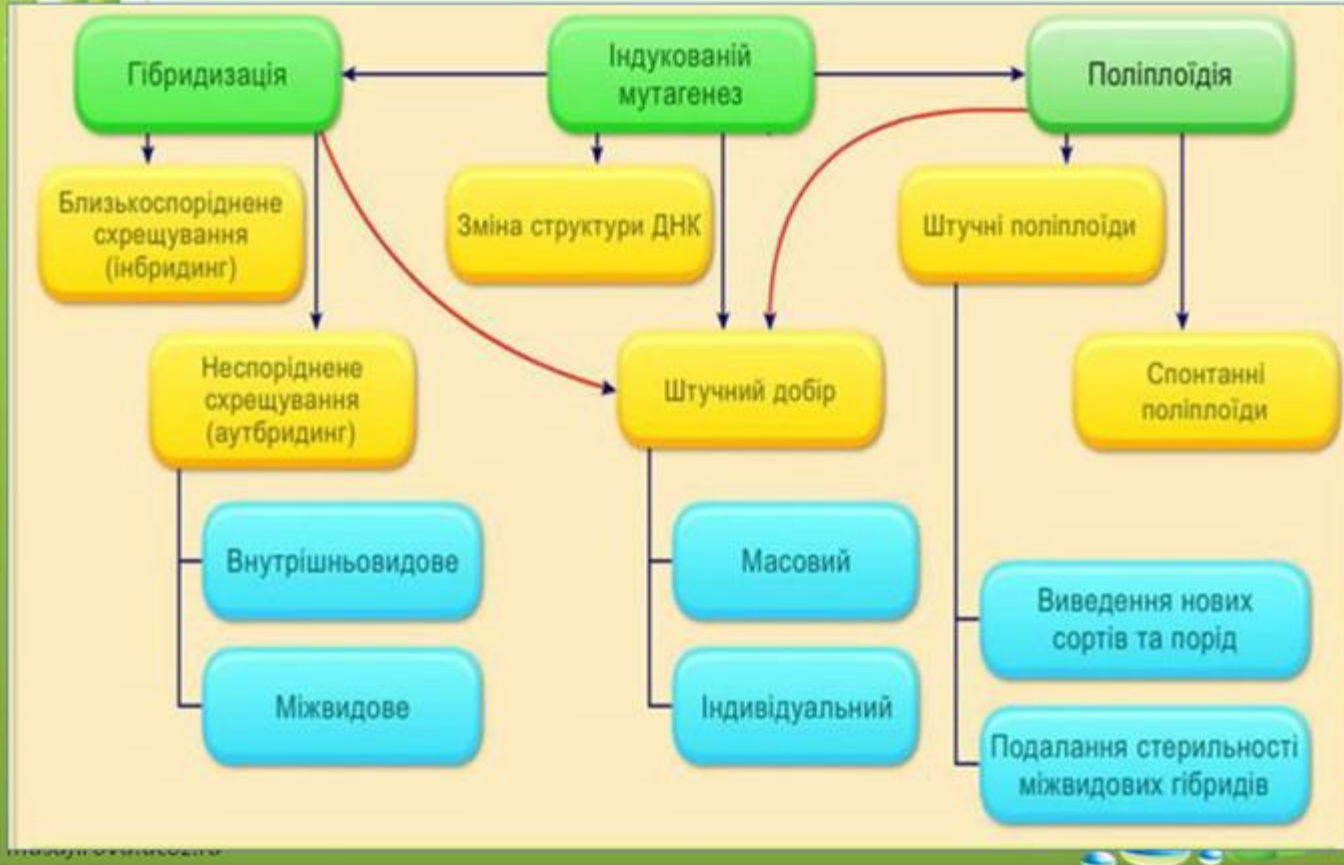 Гібридизація
Індукованій
мутагенез
Поліплоїдія
Близькоспоріднене
схрещування
(інбридинг)
Зміна структури ДНК
Штучні поліплоїди
Неспоріднене
схрещування
(аутбридинг)
Штучний добір
Спонтанні
поліплоїди
Внутрішньовидове
Масовий
Виведення нових
сортів та порід
Міжвидове
Індивідуальний
Подалання стерильності
міжвидових гібридів